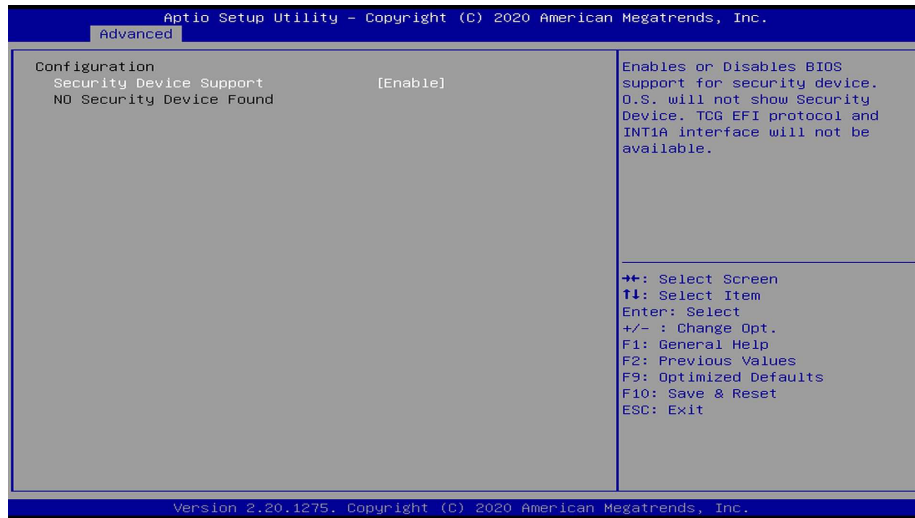 Aptio Setup Utility – Copyright (C) 2020 American Megatrends, Inc.
Advanced
Configuration
Security Device Support [Enable]
NO Security Device Found
Enables or Disables BIOS
support for security device.
O.S. will not show Security
Device. TCG EFI protocol and
INT1A interface will not be
available.
→←: Select Screen
↑↓: Select Item
Enter: Select
+/- : Change Opt.
F1: General Help
F2: Previous Values
F9: Optimized Defaults
F10: Save & Reset
ESC: Exit
Version 2.20.1275. Copyright (C) 2020 American Megatrends, Inc.